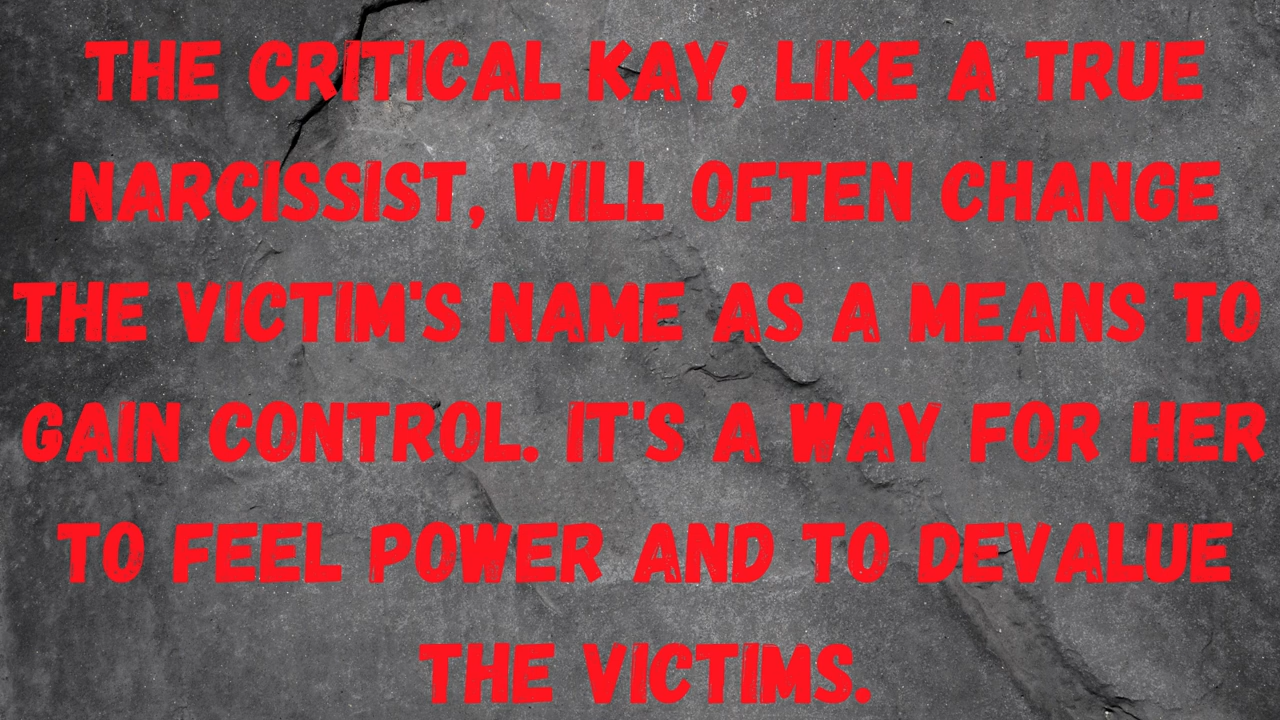 THE CRITICAL KAY, LIKE A TRUE
NARCISSIST, WILL OFTEN CHANGE
THE VICTIM'S NAME AS A MEANS TO
GAIN CONTROL. IT'S A WAY FOR HER
TO FEEL POWER AND TO DEVALUE
THE VICTIMS.